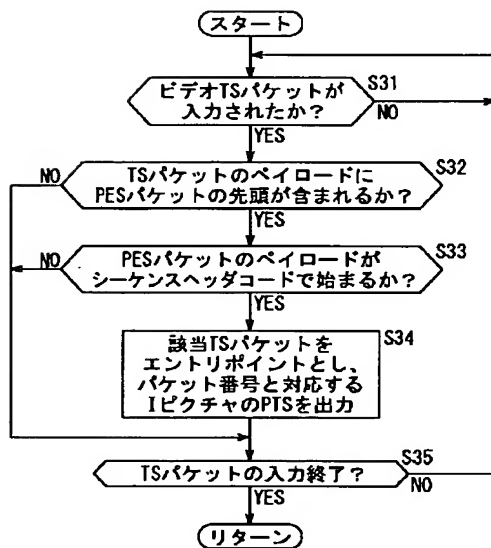 スタート
S31
ビデオTSパケットが
入力されたか？
NO
YES
S32
NO
TSパケットのペイロードに
PESパケットの先頭が含まれるか？
YES
S33
NO
PESパケットのペイロードが
シーケンスヘッダコードで始まるか？
YES
S34
該当TSパケットを
エントリポイントとし、
パケット番号と対応する
IピクチャのPTSを出力
S35
TSパケットの入力終了？
NO
YES
リターン